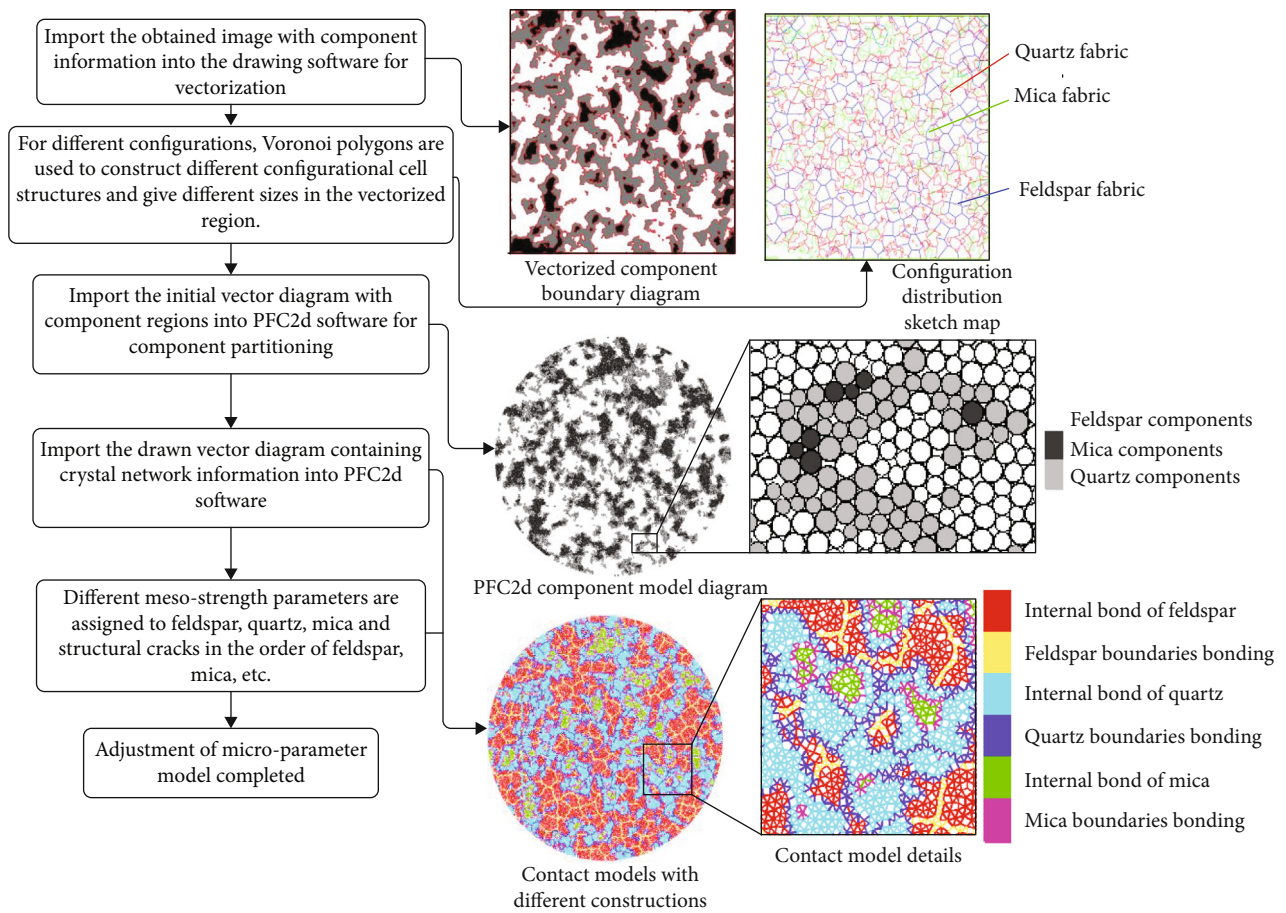 Import the obtained image with component
information into the drawing software for
vectorization
For different configurations, Voronoi polygons are
used to construct different configurational cell
structures and give different sizes in the vectorized
region.
Import the initial vector diagram with
component regions into PFC2d software for
component partitioning
Import the drawn vector diagram containing
crystal network information into PFC2d
software
Different meso-strength parameters are
assigned to feldspar, quartz, mica and
structural cracks in the order of feldspar,
mica, etc.
Adjustment of micro-parameter
model completed
Vectorized component
boundary diagram
Quartz fabric
Mica fabric
Feldspar fabric
Configuration
distribution
sketch map
PFC2d component model diagram
Feldspar components
Mica components
Quartz components
Contact models with
different constructions
Contact model details
Internal bond of feldspar
Feldspar boundaries bonding
Internal bond of quartz
Quartz boundaries bonding
Internal bond of mica
Mica boundaries bonding